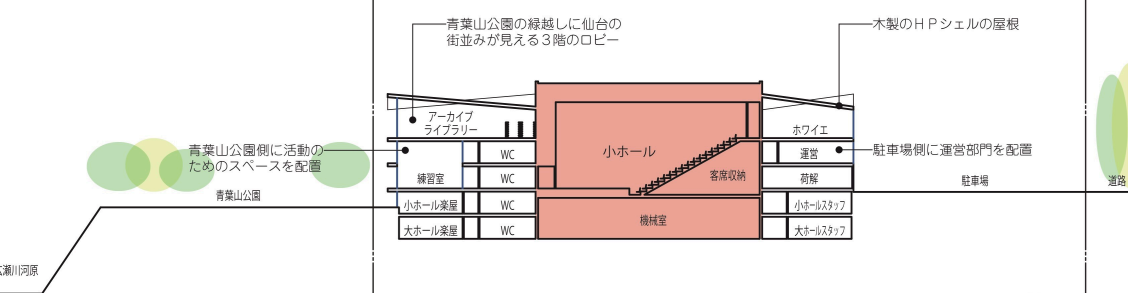 青葉山公園の緑越しに仙台の
街並みが見える3階のロビー
木製のHPシェルの屋根
アーカイブ
ライブラリー
ホワイエ
青葉山公園側に活動の
ためのスペースを配置
WC
小ホール
運営
駐車場側に運営部門を配置
練習室
WC
客席収納
荷解
駐車場
道路
青葉山公園
小ホール楽屋
WC
機械室
小ホールスタッフ
大ホール楽屋
WC
大ホールスタッフ
瀬川河原